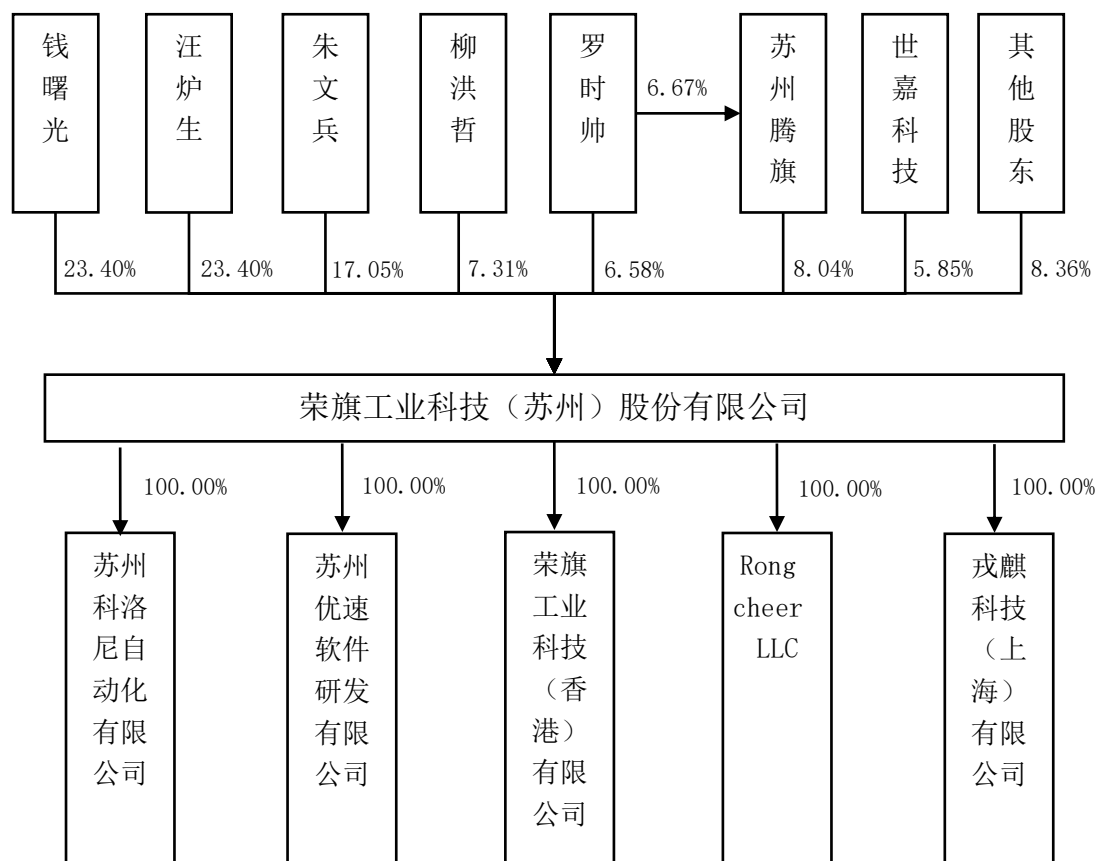 钱曙光
汪炉生
朱文兵
柳洪哲
罗时帅
6.67%
苏州腾旗
世嘉科技
其他股东
23.40%
23.40%
17.05%
7.31%
6.58%
8.04%
5.85%
8.36%
荣旗工业科技（苏州）股份有限公司
100.00%
100.00%
100.00%
100.00%
100.00%
苏州
科洛
尼自
动化
有限
公司
苏州
优速
软件
研发
有限
公司
荣旗
工业
科技
（香
港）
有限
公司
Rong
cheer
LLC
戎麒
科技
（上
海）
有限
公司